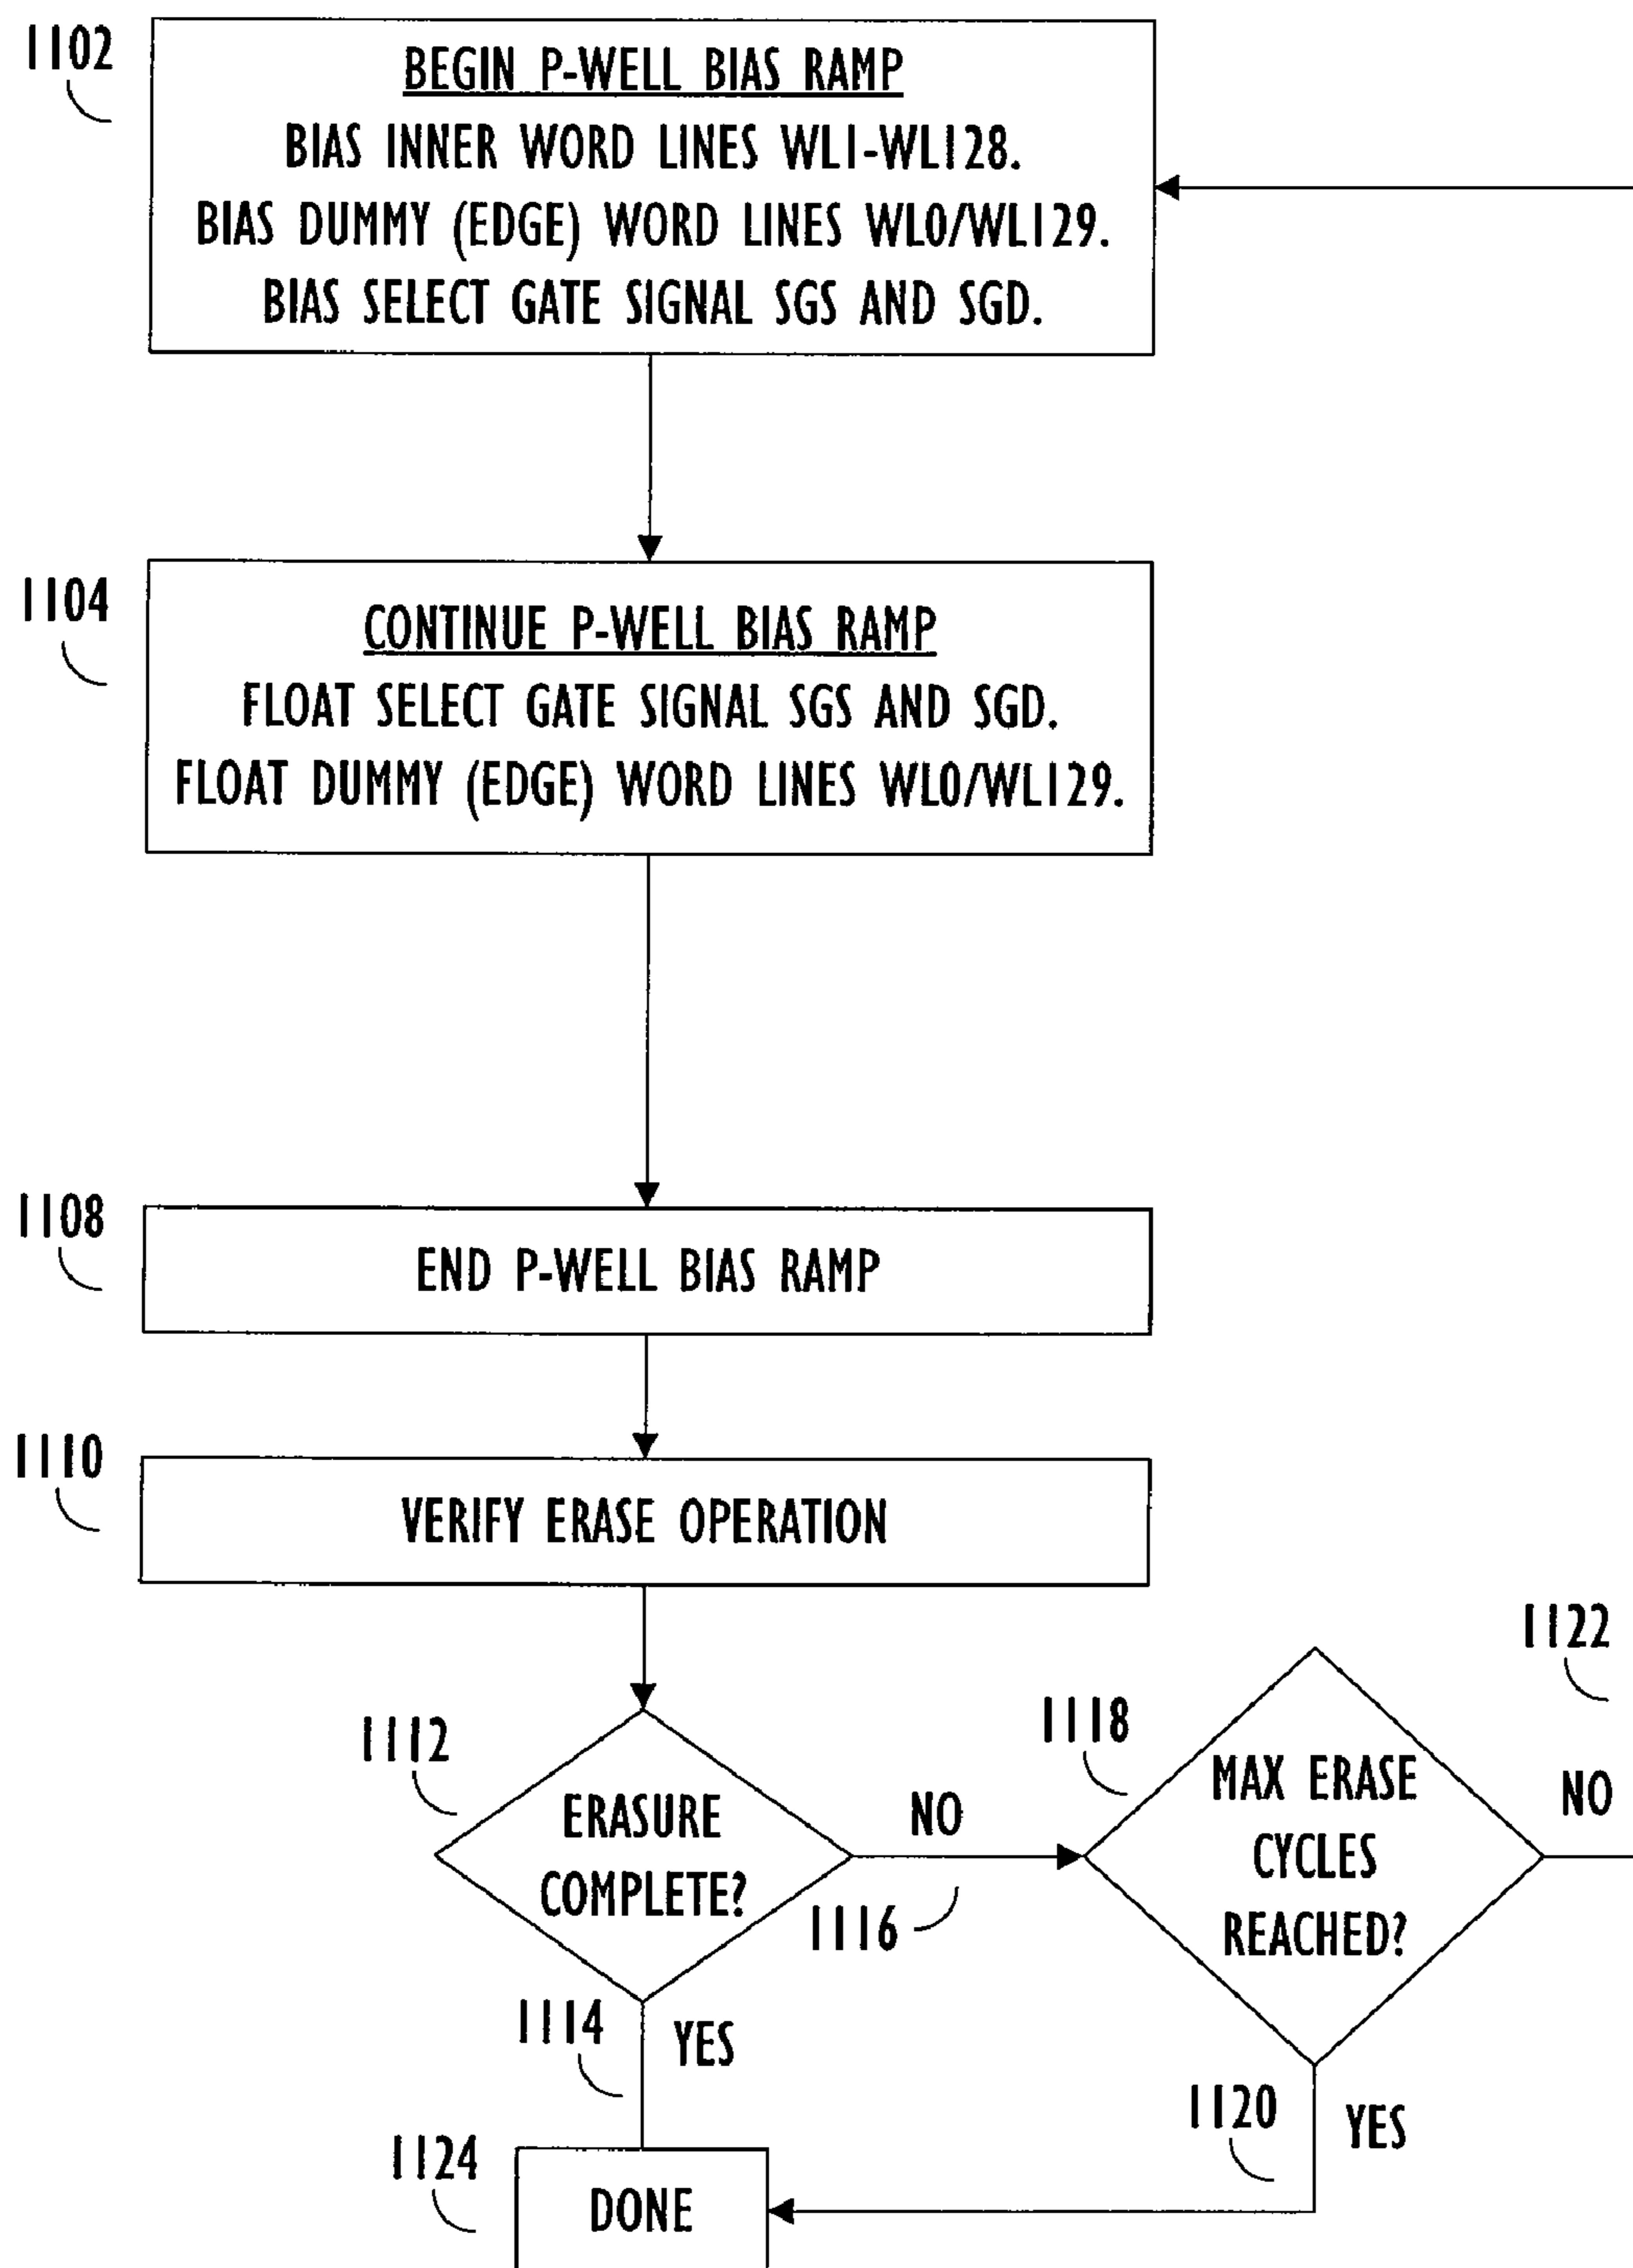 1102
BEGIN P-WELL BIAS RAMP
BIAS INNER WORD LINES WL1-WL128.
BIAS DUMMY (EDGE) WORD LINES WL0/WL129.
BIAS SELECT GATE SIGNAL SGS AND SGD.
1104
CONTINUE P-WELL BIAS RAMP
FLOAT SELECT GATE SIGNAL SGS AND SGD.
FLOAT DUMMY (EDGE) WORD LINES WL0/WL129.
1108
END P-WELL BIAS RAMP
1110
VERIFY ERASE OPERATION
1112
ERASURE
COMPLETE?
NO
1116
1118
MAX ERASE
CYCLES
REACHED?
1122
NO
1114
YES
1120
YES
1124
DONE